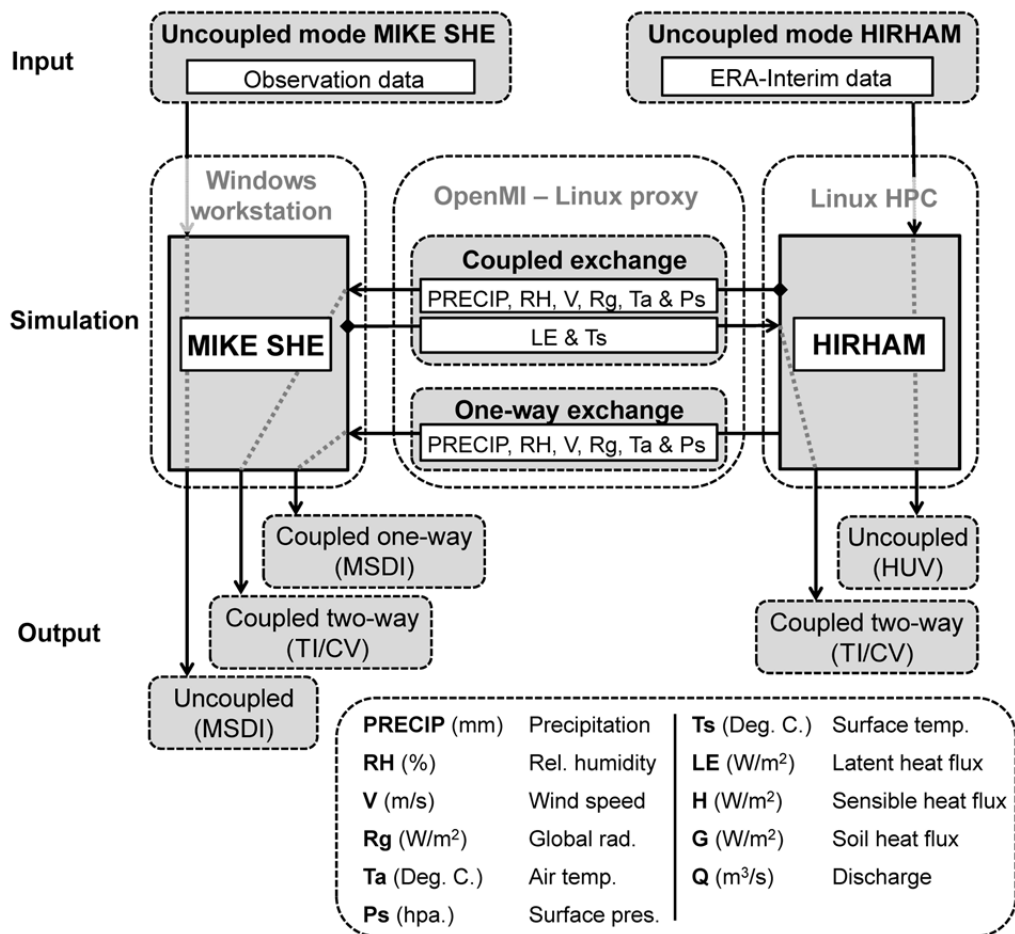 Input
Uncoupled mode MIKE SHE
Observation data
Uncoupled mode HIRHAM
ERA-Interim data
Simulation
Windows
workstation
MIKE SHE
OpenMI – Linux proxy
Coupled exchange
PRECIP, RH, V, Rg, Ta & Ps
LE & Ts
One-way exchange
PRECIP, RH, V, Rg, Ta & Ps
Linux HPC
HIRHAM
Output
Coupled one-way
(MSDI)
Coupled two-way
(TI/CV)
Uncoupled
(MSDI)
Uncoupled
(HUV)
Coupled two-way
(TI/CV)
PRECIP (mm) Precipitation
RH (%) Rel. humidity
V (m/s) Wind speed
Rg (W/m²) Global rad.
Ta (Deg. C.) Air temp.
Ps (hpa.) Surface pres.
Ts (Deg. C.) Surface temp.
LE (W/m²) Latent heat flux
H (W/m²) Sensible heat flux
G (W/m²) Soil heat flux
Q (m³/s) Discharge